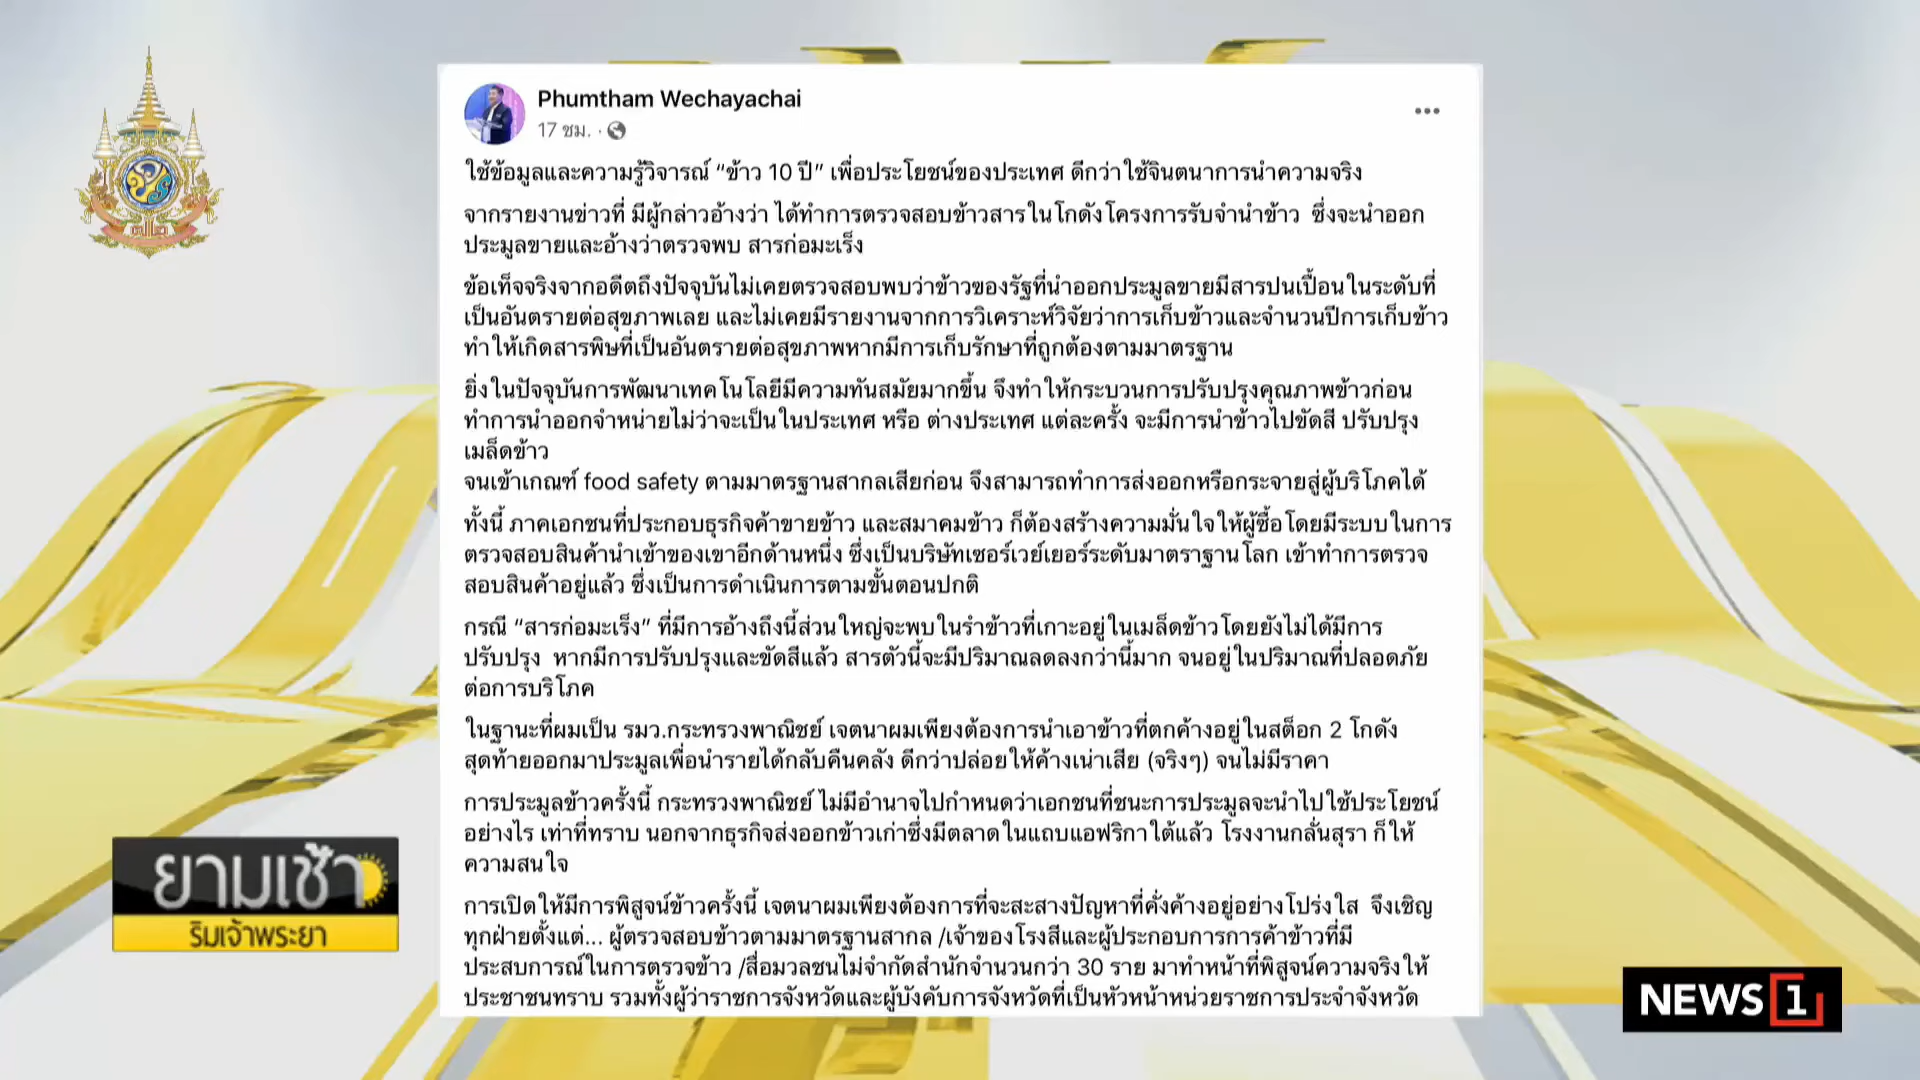 Phumtham Wechayachai
17 ชม. ·
ใช้ข้อมูลและความรู้วิจารณ์ “ข้าว 10 ปี” เพื่อประโยชน์ของประเทศ ดีกว่าใช้จินตนาการนำความจริง
จากรายงานข่าวที่ มีผู้กล่าวอ้างว่า ได้ทำการตรวจสอบข้าวสารในโกดังโครงการรับจำนำข้าว ซึ่งจะนำออก
ประมูลขายและอ้างว่าตรวจพบ สารก่อมะเร็ง
ข้อเท็จจริงจากอดีตถึงปัจจุบันไม่เคยตรวจสอบพบว่าข้าวของรัฐที่นำออกประมูลขายมีสารปนเปื้อนในระดับที่
เป็นอันตรายต่อสุขภาพเลย และไม่เคยมีรายงานจากการวิเคราะห์วิจัยว่าการเก็บข้าวและจำนวนปีการเก็บข้าว
ทำให้เกิดสารพิษที่เป็นอันตรายต่อสุขภาพหากมีการเก็บรักษาที่ถูกต้องตามมาตรฐาน
ยิ่งในปัจจุบันการพัฒนาเทคโนโลยีมีความทันสมัยมากขึ้น จึงทำให้กระบวนการปรับปรุงคุณภาพข้าวก่อน
ทำการนำออกจำหน่ายไม่ว่าจะเป็นในประเทศ หรือ ต่างประเทศ แต่ละครั้ง จะมีการนำข้าวไปขัดสี ปรับปรุง
เมล็ดข้าว
จนเข้าเกณฑ์ food safety ตามมาตรฐานสากลเสียก่อน จึงสามารถทำการส่งออกหรือกระจายสู่ผู้บริโภคได้
ทั้งนี้ ภาคเอกชนที่ประกอบธุรกิจค้าขายข้าว และสมาคมข้าว ก็ต้องสร้างความมั่นใจให้ผู้ซื้อโดยมีระบบในการ
ตรวจสอบสินค้านำเข้าของเขาอีกด้านหนึ่ง ซึ่งเป็นบริษัทเซอร์เวย์เยอร์ระดับมาตราฐานโลก เข้าทำการตรวจ
สอบสินค้าอยู่แล้ว ซึ่งเป็นการดำเนินการตามขั้นตอนปกติ
กรณี “สารก่อมะเร็ง” ที่มีการอ้างถึงนี้ส่วนใหญ่จะพบในรำข้าวที่เกาะอยู่ในเมล็ดข้าวโดยยังไม่ได้มีการ
ปรับปรุง หากมีการปรับปรุงและขัดสีแล้ว สารตัวนี้จะมีปริมาณลดลงกว่านี้มาก จนอยู่ในปริมาณที่ปลอดภัย
ต่อการบริโภค
ในฐานะที่ผมเป็น รมว.กระทรวงพาณิชย์ เจตนาผมเพียงต้องการนำเอาข้าวที่ตกค้างอยู่ในสต็อก 2 โกดัง
สุดท้ายออกมาประมูลเพื่อนำรายได้กลับคืนคลัง ดีกว่าปล่อยให้ค้างเน่าเสีย (จริงๆ) จนไม่มีราคา
การประมูลข้าวครั้งนี้ กระทรวงพาณิชย์ ไม่มีอำนาจไปกำหนดว่าเอกชนที่ชนะการประมูลจะนำไปใช้ประโยชน์
อย่างไร เท่าที่ทราบ นอกจากธุรกิจส่งออกข้าวเก่าซึ่งมีตลาดในแถบแอฟริกาใต้แล้ว โรงงานกลั่นสุรา ก็ให้
ความสนใจ
การเปิดให้มีการพิสูจน์ข้าวครั้งนี้ เจตนาผมเพียงต้องการที่จะสะสางปัญหาที่คั่งค้างอยู่อย่างโปร่งใส จึงเชิญ
ทุกฝ่ายตั้งแต่... ผู้ตรวจสอบข้าวตามมาตรฐานสากล /เจ้าของโรงสีและผู้ประกอบการการค้าข้าวที่มี
ประสบการณ์ในการตรวจข้าว /สื่อมวลชนไม่จำกัดสำนักจำนวนกว่า 30 ราย มาทำหน้าที่พิสูจน์ความจริงให้
ประชาชนทราบ รวมทั้งผู้ว่าราชการจังหวัดและผู้บังคับการจังหวัดที่เป็นหัวหน้าหน่วยราชการประจำจังหวัด
ยามเช้า
ริมเจ้าพระยา
NEWS 1
๗๒